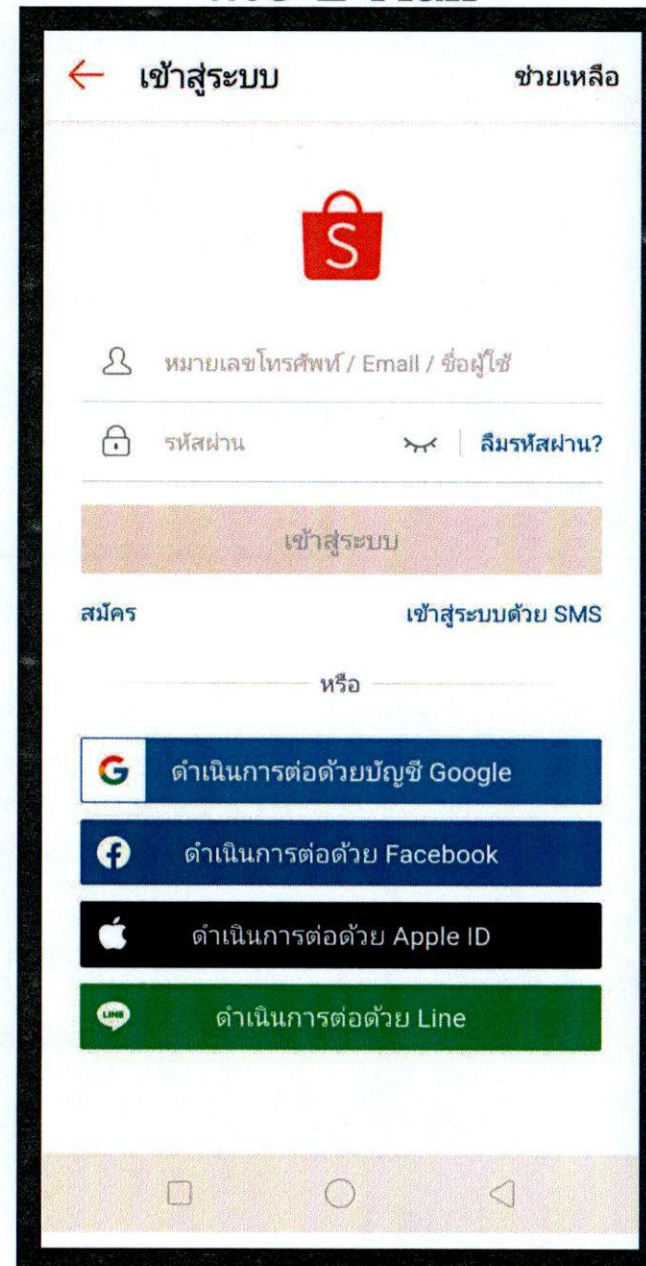 ← เข้าสู่ระบบ ช่วยเหลือ
S
หมายเลขโทรศัพท์ / Email / ชื่อผู้ใช้
รหัสผ่าน ลืมรหัสผ่าน?
เข้าสู่ระบบ
สมัคร เข้าสู่ระบบด้วย SMS
หรือ
G ดำเนินการต่อด้วยบัญชี Google
f ดำเนินการต่อด้วย Facebook
ดำเนินการต่อด้วย Apple ID
LINE ดำเนินการต่อด้วย Line